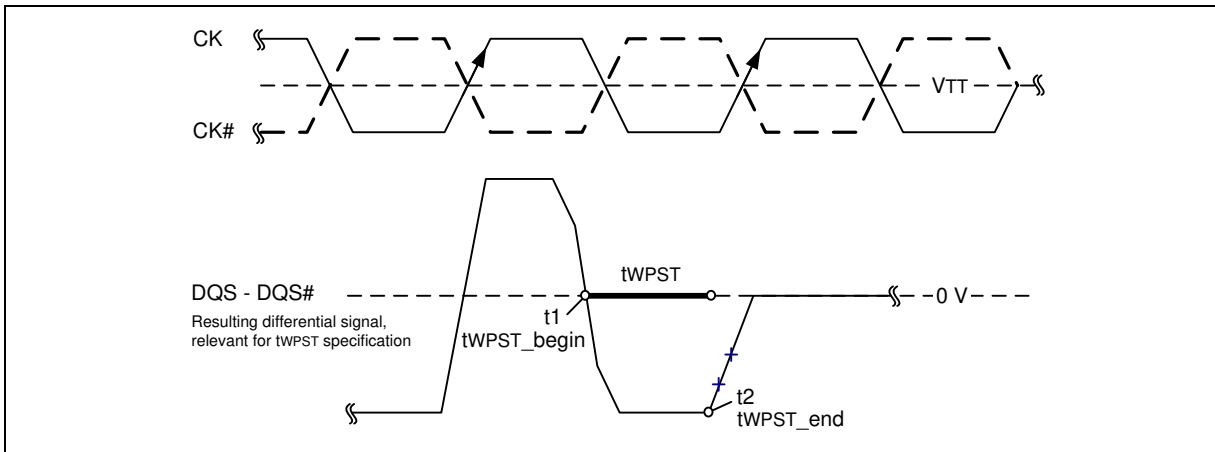 CK
VTT
CK#
tWPST
DQS - DQS#
0 V
Resulting differential signal,
relevant for tWPST specification
t1
tWPST_begin
t2
tWPST_end